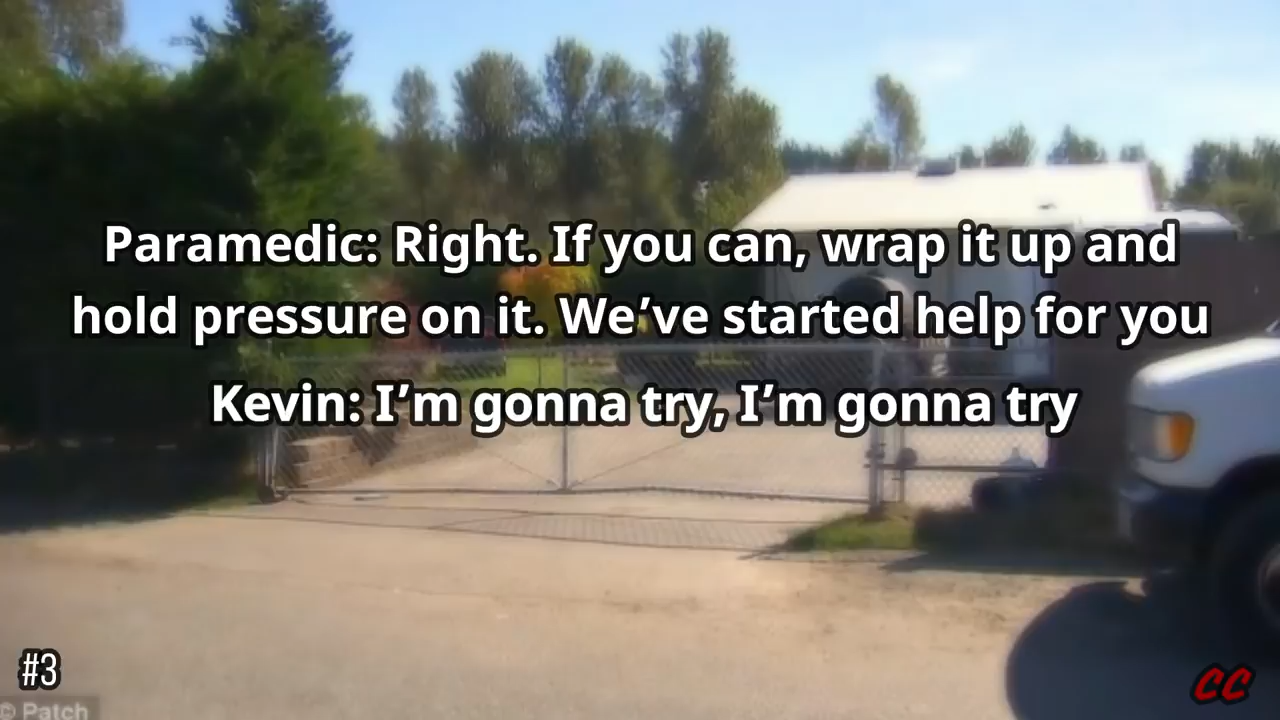 Paramedic: Right. If you can, wrap it up and
hold pressure on it. We’ve started help for you
Kevin: I’m gonna try, I’m gonna try
#3
CC
© Patch